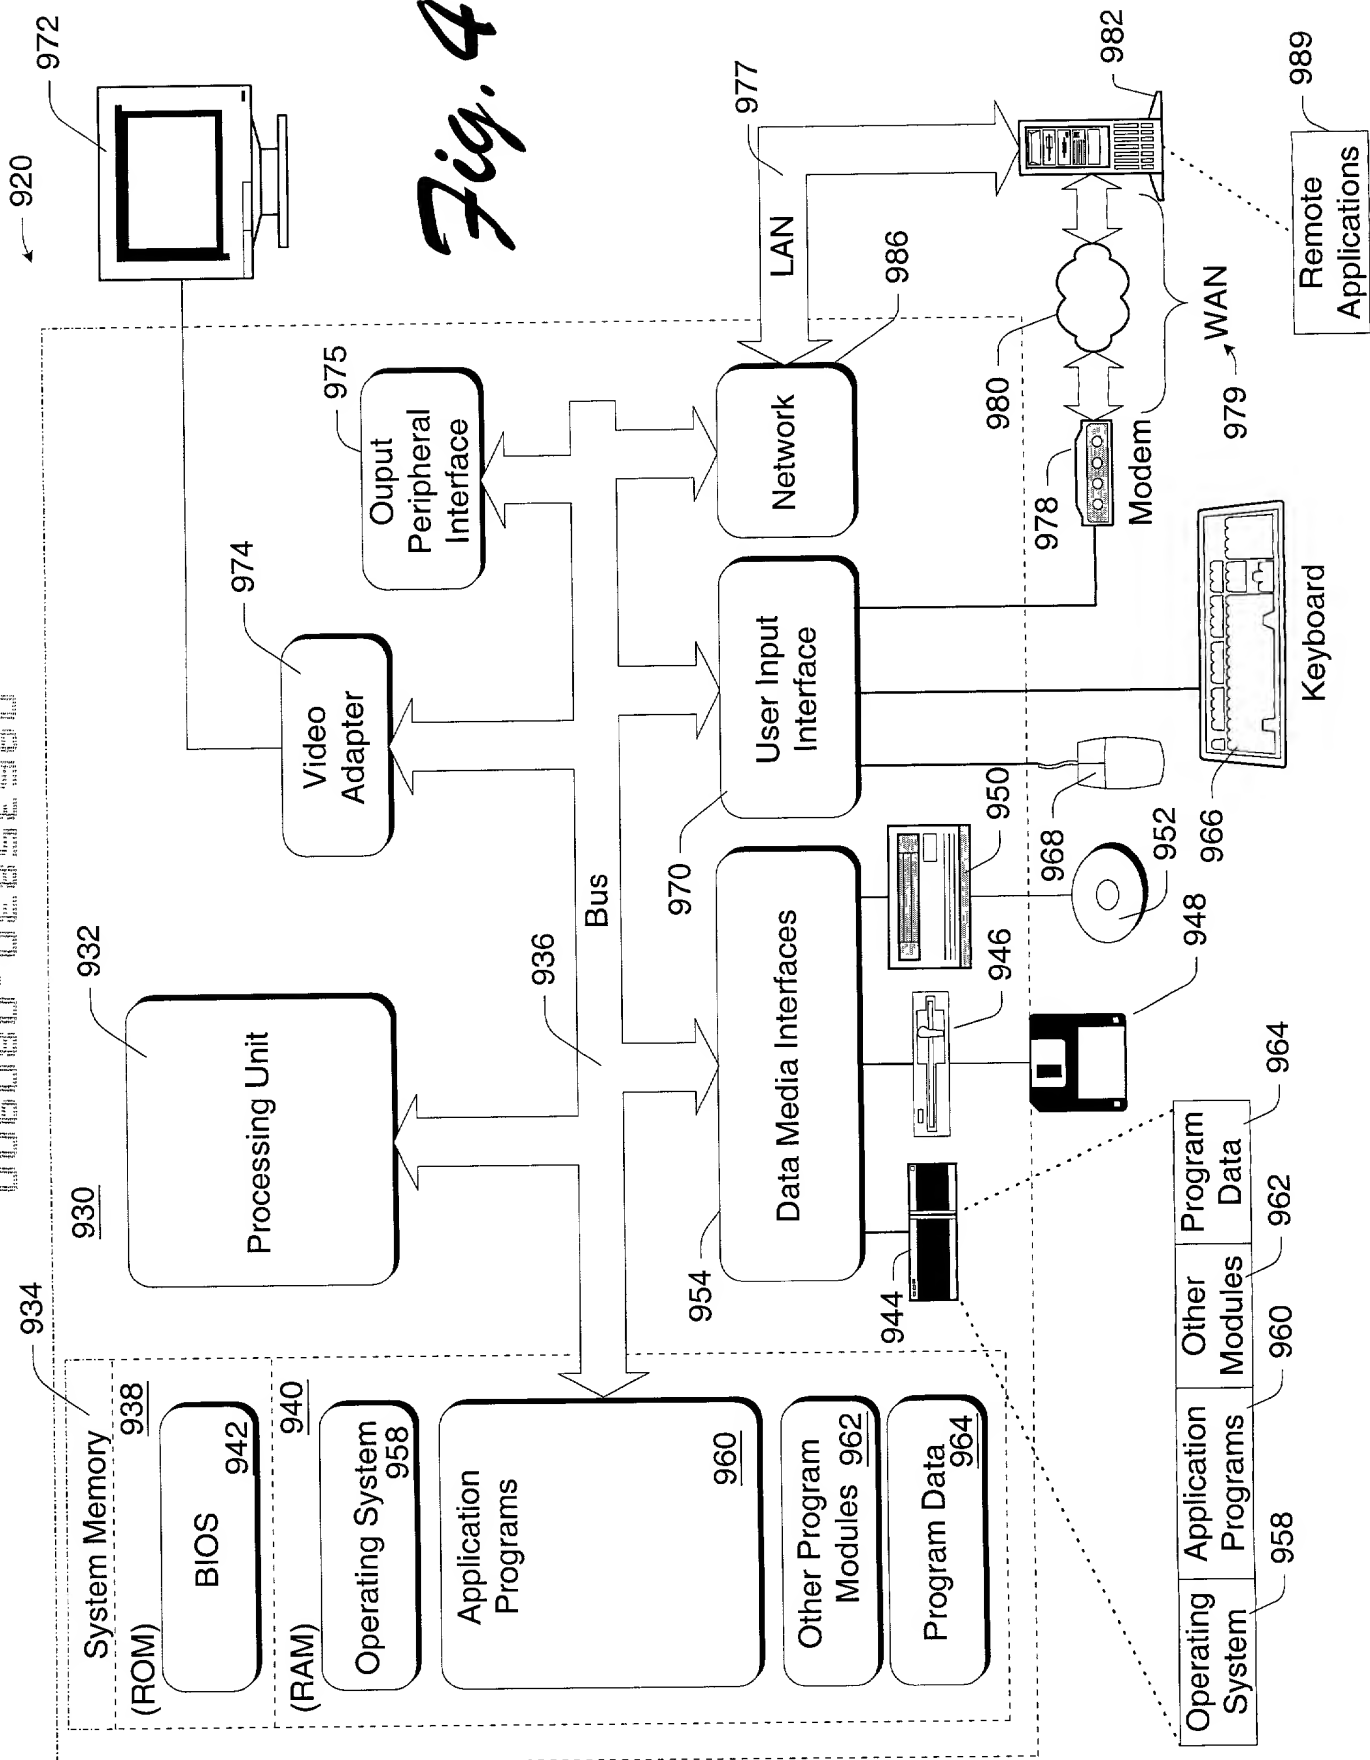 920
934
972
System Memory
930
932
(ROM)
938
BIOS
942
Processing Unit
974
Video
Adapter
975
Ouput
Peripheral
Interface
Fig. 4
(RAM)
940
Operating System
958
Application
Programs
960
936
Bus
970
954
Data Media Interfaces
User Input
Interface
Network
986
LAN
977
Other Program
Modules 962
Program Data
964
944
946
950
968
952
948
966
Keyboard
978
Modem
980
979
WAN
982
Operating
System
Application
Programs
Other
Modules
Program
Data
958
960
962
964
Remote
Applications
989